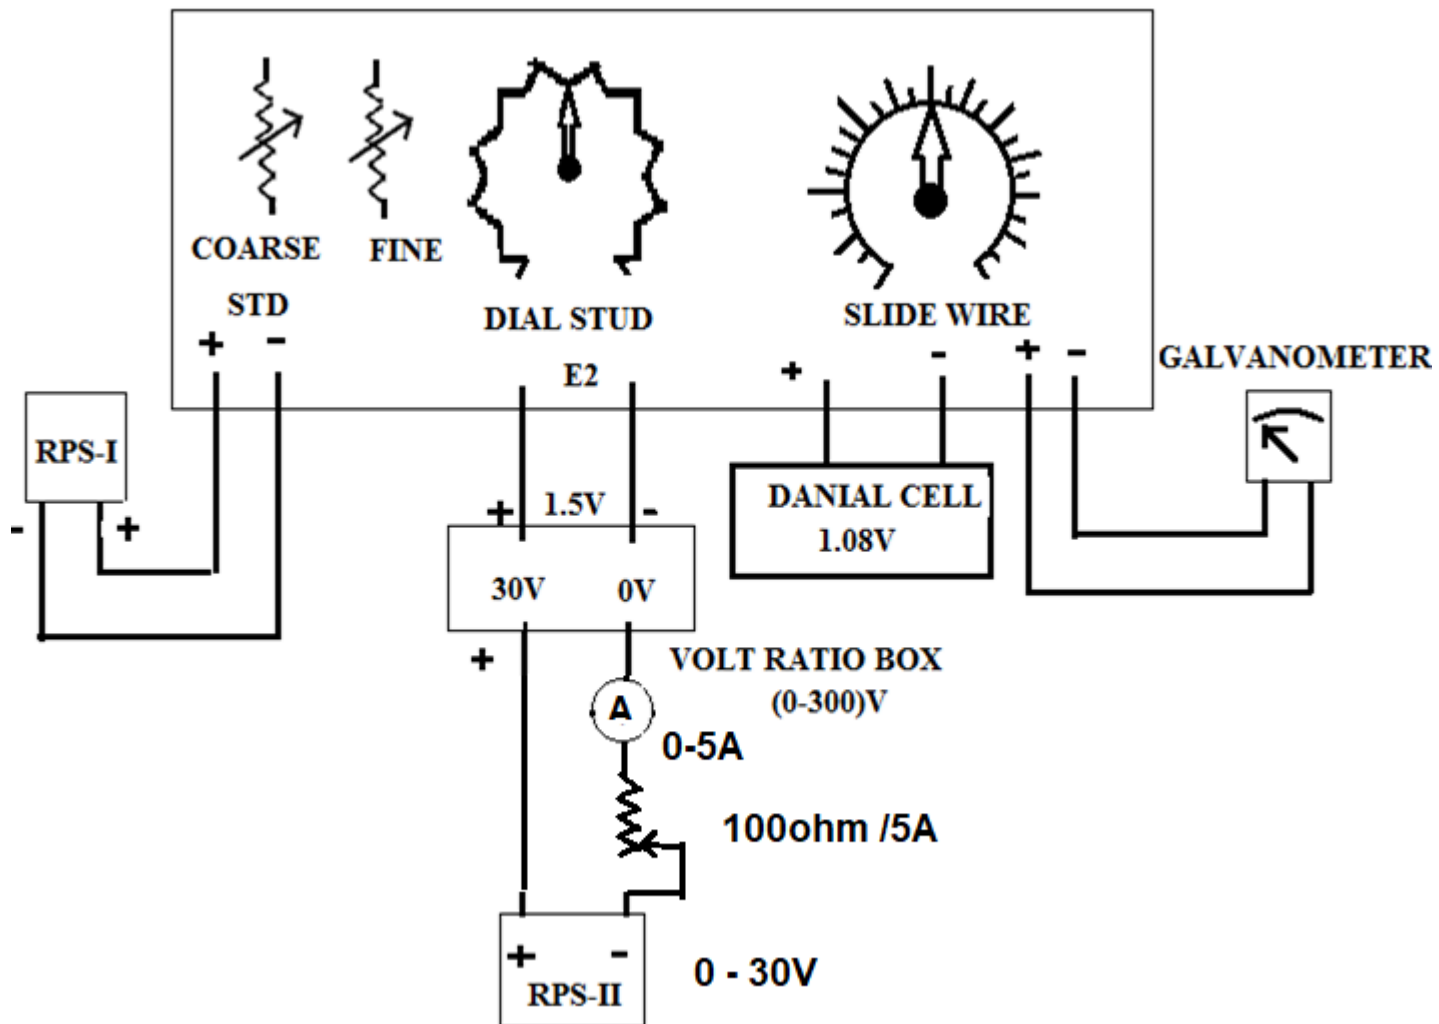 COARSE
FINE
STD
DIAL STUD
SLIDE WIRE
+ -
E2
+ -
+ -
GALVANOMETER
RPS-I
- +
+ 1.5V -
30V 0V
DANIAL CELL
1.08V
+
VOLT RATIO BOX
(0-300)V
A
0-5A
100ohm /5A
+ -
RPS-II
0 - 30V